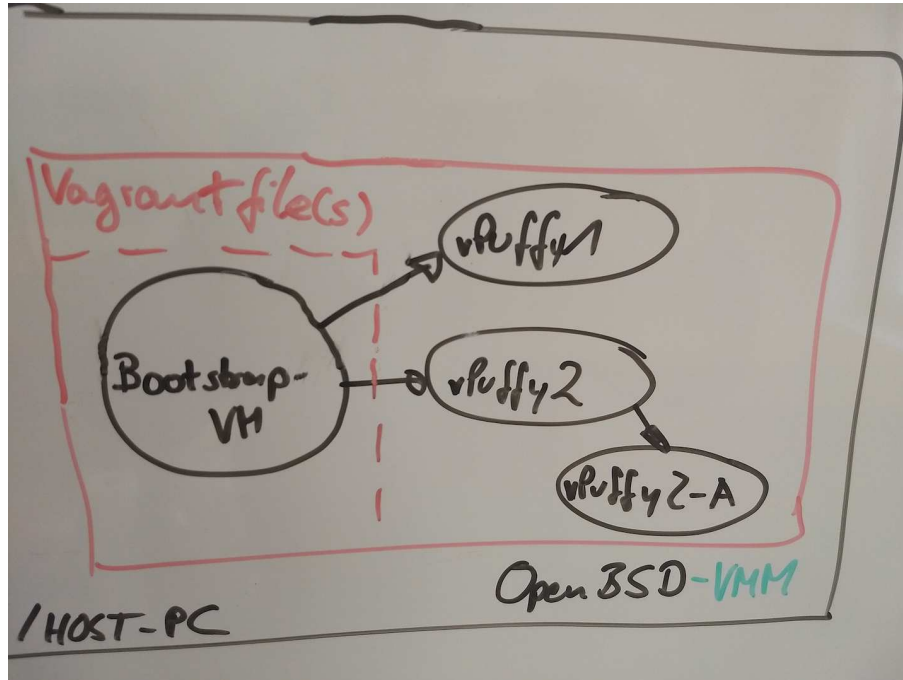 Vagrantfile(s)
vPuffy1
Bootstrap-
VM
vPuffy2
vPuffy2-A
OpenBSD-VMM
/HOST-PC